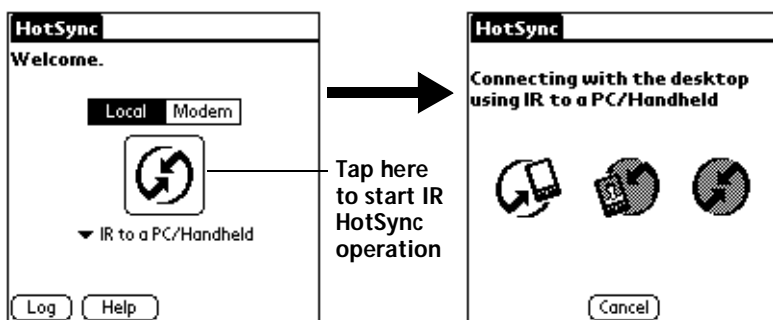 HotSync
Welcome.
Local Modem
IR to a PC/Handheld
Log Help
Tap here
to start IR
HotSync
operation
HotSync
Connecting with the desktop
using IR to a PC/Handheld
Cancel